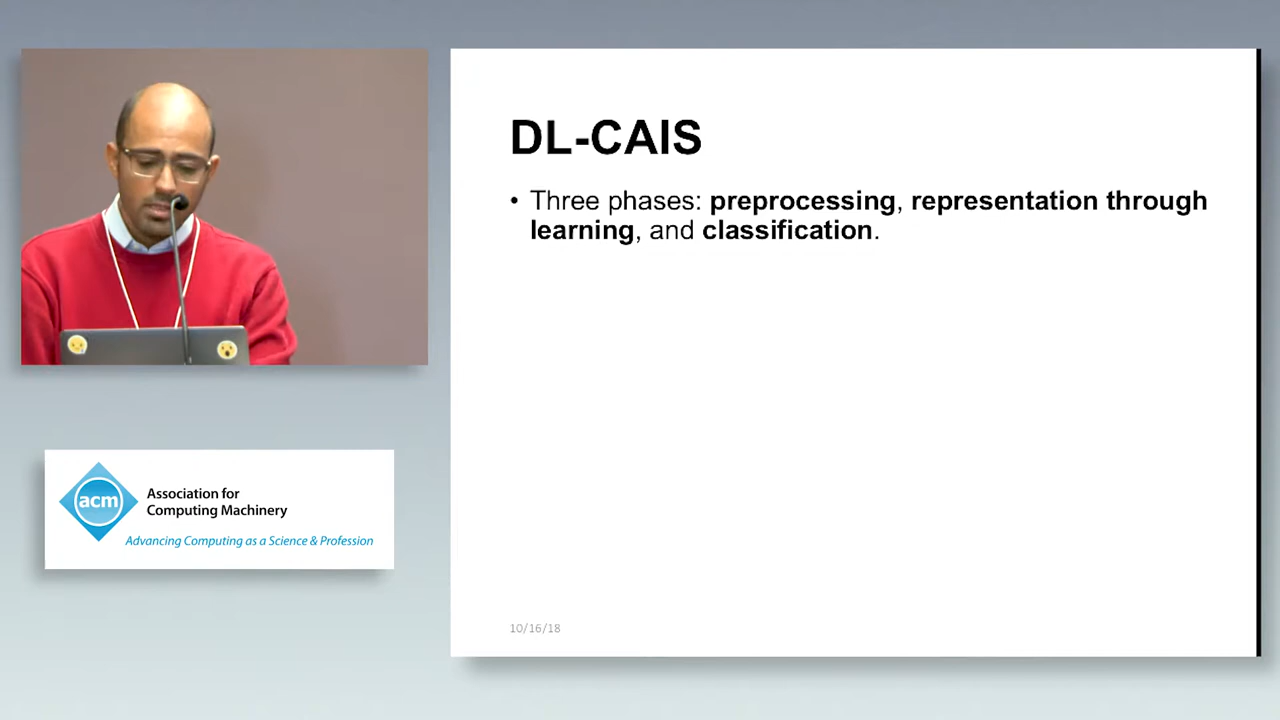 DL-CAIS
• Three phases: preprocessing, representation through
learning, and classification.
acm
Association for
Computing Machinery
Advancing Computing as a Science & Profession
10/16/18